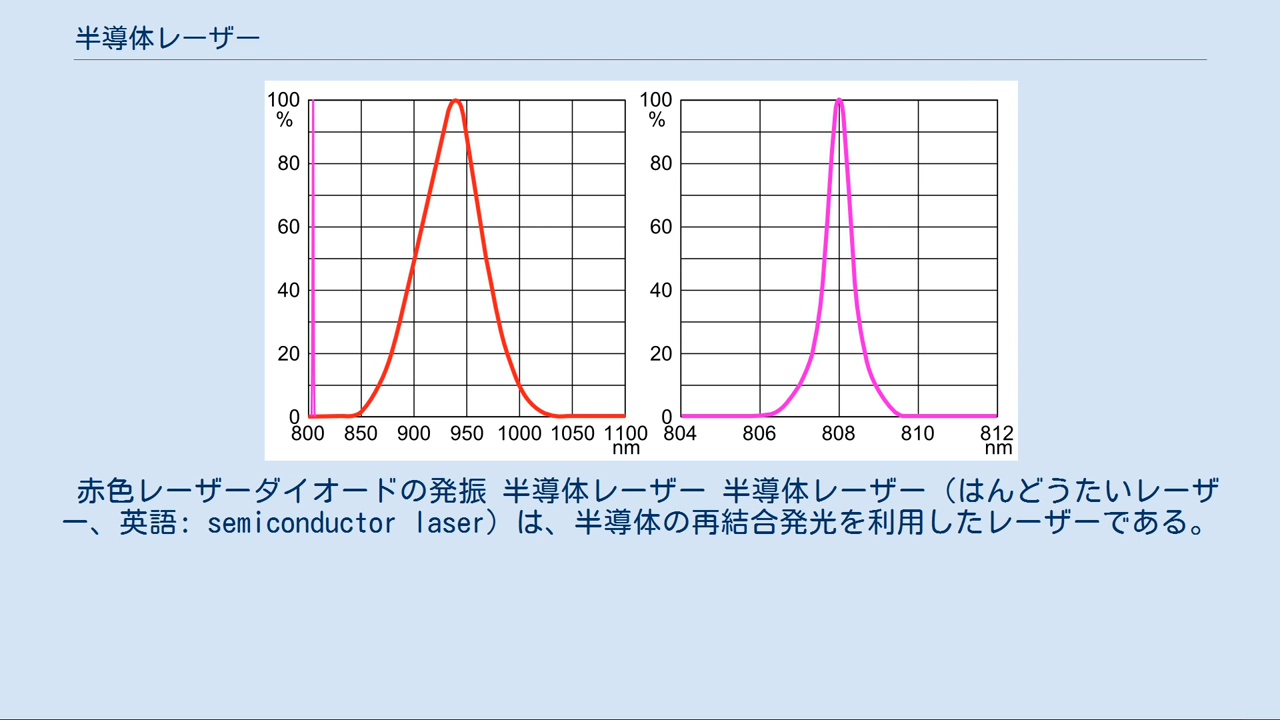 半導体レーザー
100 100
% %
80 80
60 60
40 40
20 20
0 0
800 850 900 950 1000 1050 1100 804 806 808 810 812
nm nm
赤色レーザーダイオードの発振 半導体レーザー 半導体レーザー（はんどうたいレーザ
ー、英語: semiconductor laser）は、半導体の再結合発光を利用したレーザーである。